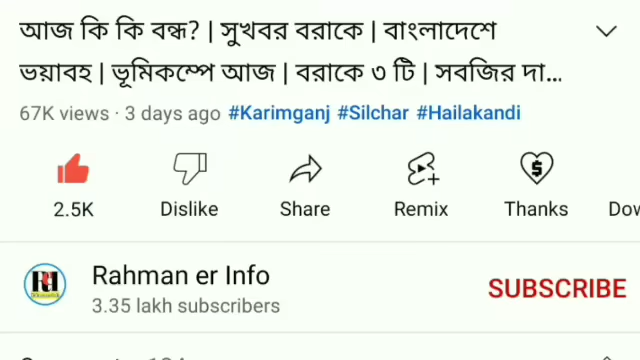 আজ কি কি বন্ধ? | সুখবর বরাকে | বাংলাদেশে
ভয়াবহ | ভূমিকম্পে আজ | বরাকে ৩ টি | সবজির দা...
67K views · 3 days ago #Karimganj #Silchar #Hailakandi
2.5K Dislike Share Remix Thanks Dow
Rahman er Info
SUBSCRIBE
3.35 lakh subscribers